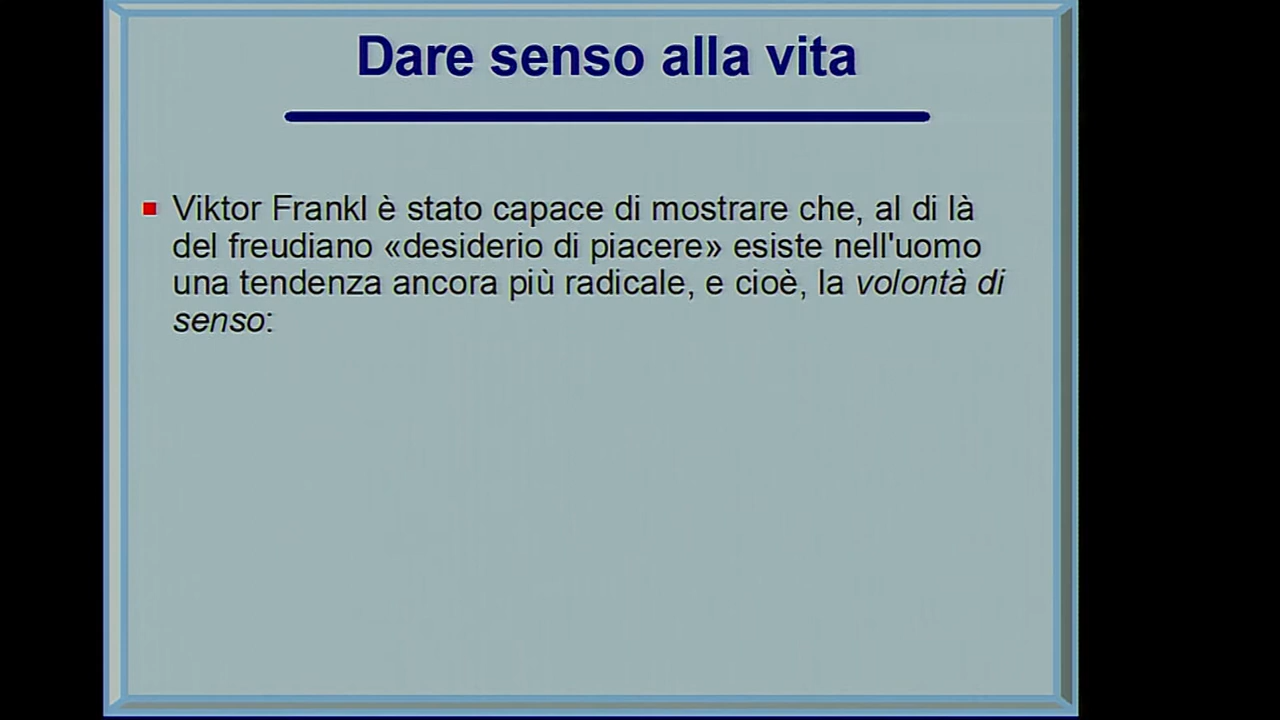 Dare senso alla vita
Viktor Frankl è stato capace di mostrare che, al di là
del freudiano «desiderio di piacere» esiste nell'uomo
una tendenza ancora più radicale, e cioè, la volontà di
senso: